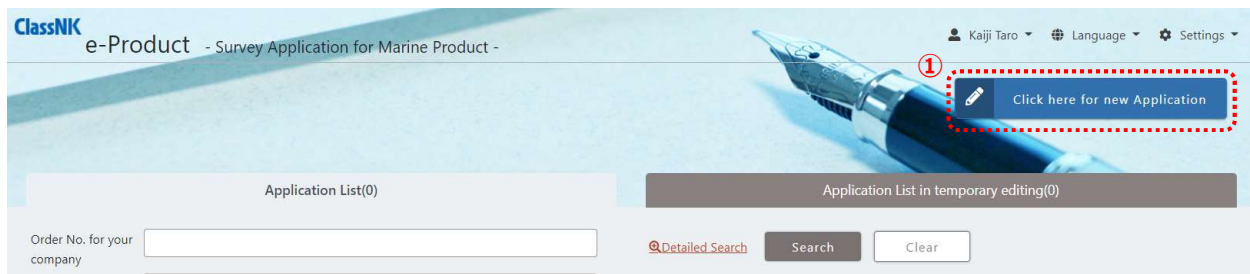 ClassNK
e-Product - Survey Application for Marine Product -
Kaiji Taro Language Settings
①
Click here for new Application
Application List(0) Application List in temporary editing(0)
Order No. for your
company
Detailed Search Search Clear